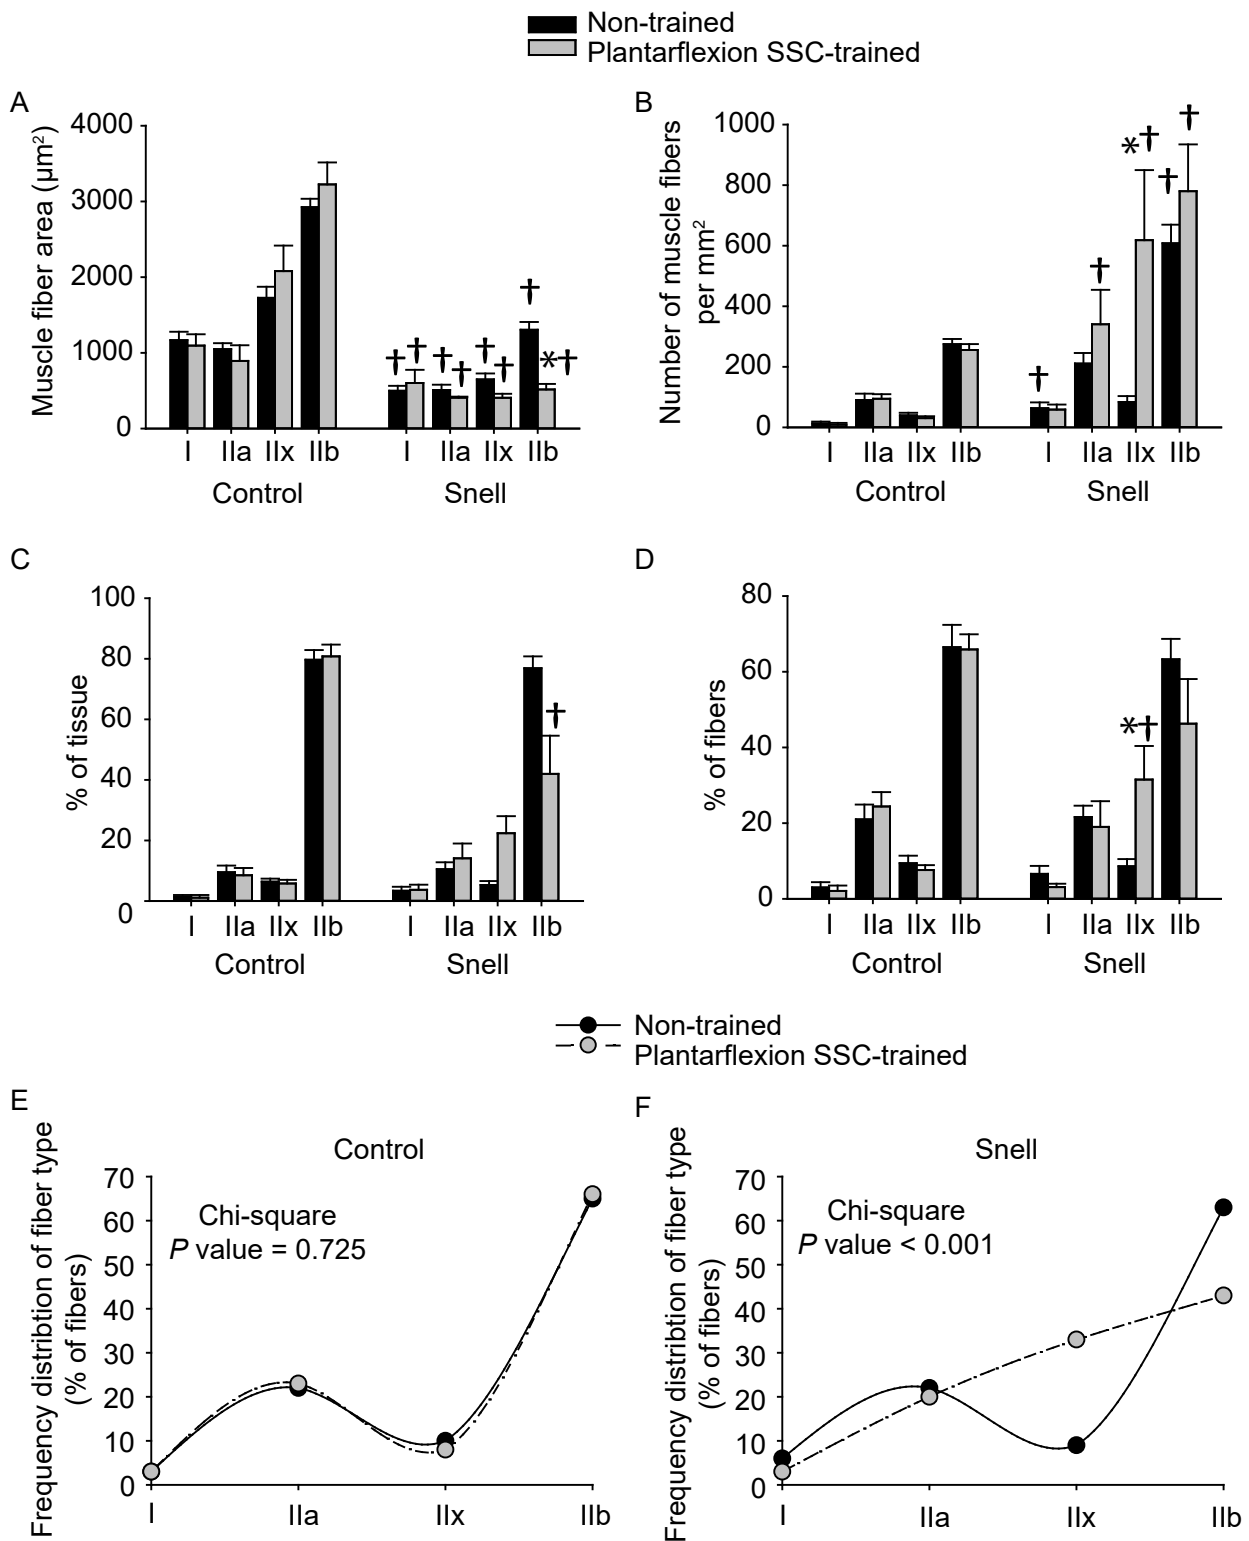 Non-trained
Plantarflexion SSC-trained
A
Muscle fiber area (µm²)
4000
3000
2000
1000
0
† † † † † † † *†
I IIa IIx IIb I IIa IIx IIb
Control Snell
B
Number of muscle fibers
per mm²
1000
800
600
400
200
0
† † *† † †
I IIa IIx IIb I IIa IIx IIb
Control Snell
C
% of tissue
100
80
60
40
20
0
†
I IIa IIx IIb I IIa IIx IIb
Control Snell
D
% of fibers
80
60
40
20
0
*†
I IIa IIx IIb I IIa IIx IIb
Control Snell
Non-trained
Plantarflexion SSC-trained
E
Frequency distribtion of fiber type
(% of fibers)
Control
Chi-square
P value = 0.725
70
60
50
40
30
20
10
0
I IIa IIx IIb
F
Frequency distribtion of fiber type
(% of fibers)
Snell
Chi-square
P value < 0.001
70
60
50
40
30
20
10
0
I IIa IIx IIb